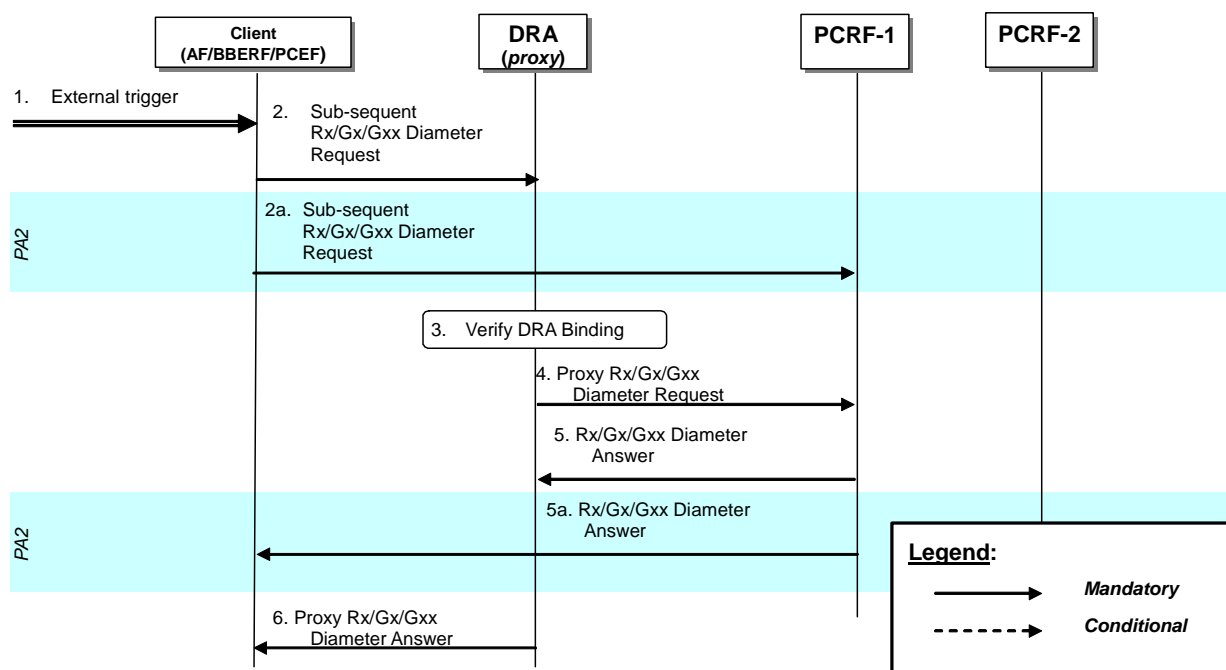 Client
(AF/BBERF/PCEF)
DRA
(proxy)
PCRF-1
PCRF-2
1. External trigger
2. Sub-sequent
Rx/Gx/Gxx Diameter
Request
PA2
2a. Sub-sequent
Rx/Gx/Gxx Diameter
Request
3. Verify DRA Binding
4. Proxy Rx/Gx/Gxx
Diameter Request
5. Rx/Gx/Gxx Diameter
Answer
PA2
5a. Rx/Gx/Gxx Diameter
Answer
6. Proxy Rx/Gx/Gxx
Diameter Answer
Legend:
Mandatory
Conditional